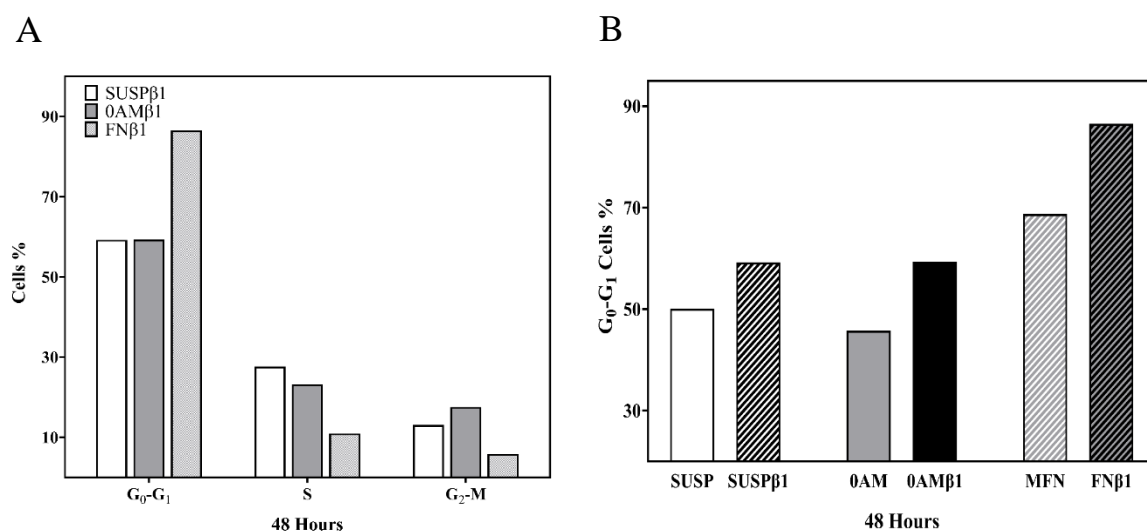 A
B
SUSPβ1
0AMβ1
FNβ1
90
70
50
30
10
Cells %
G₀-G₁ S G₂-M
48 Hours
90
70
50
30
G₀-G₁ Cells %
SUSP SUSPβ1 0AM 0AMβ1 MFN FNβ1
48 Hours